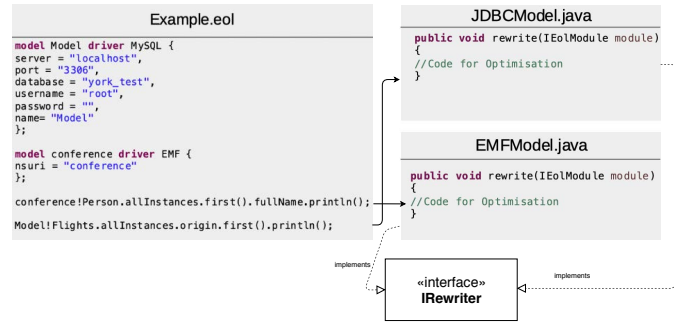 Example.eol
model Model driver MySQL {
server = "localhost",
port = "3306",
database = "york_test",
username = "root",
password = "",
name= "Model"
};
model conference driver EMF {
nsuri = "conference"
};
conference!Person.allInstances.first().fullName.println();
Model!Flights.allInstances.origin.first().println();
JDBCModel.java
public void rewrite(IEolModule module)
{
//Code for Optimisation
}
EMFModel.java
public void rewrite(IEolModule module)
{
//Code for Optimisation
}
implements
implements
«interface»
IRewriter